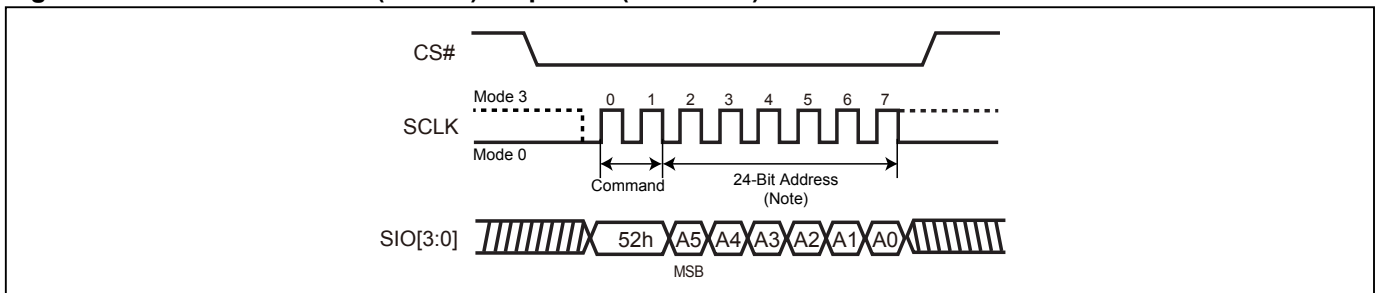 CS#
Mode 3
0 1 2 3 4 5 6 7
SCLK
Mode 0
Command
24-Bit Address
(Note)
SIO[3:0]
52h A5 A4 A3 A2 A1 A0
MSB